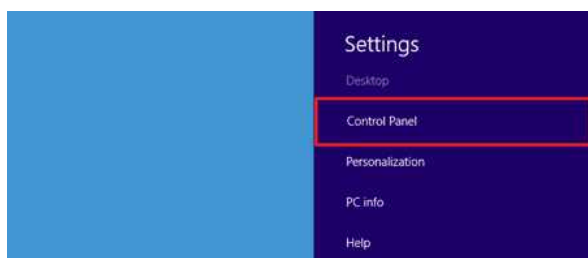 Settings
Desktop
Control Panel
Personalization
PC info
Help